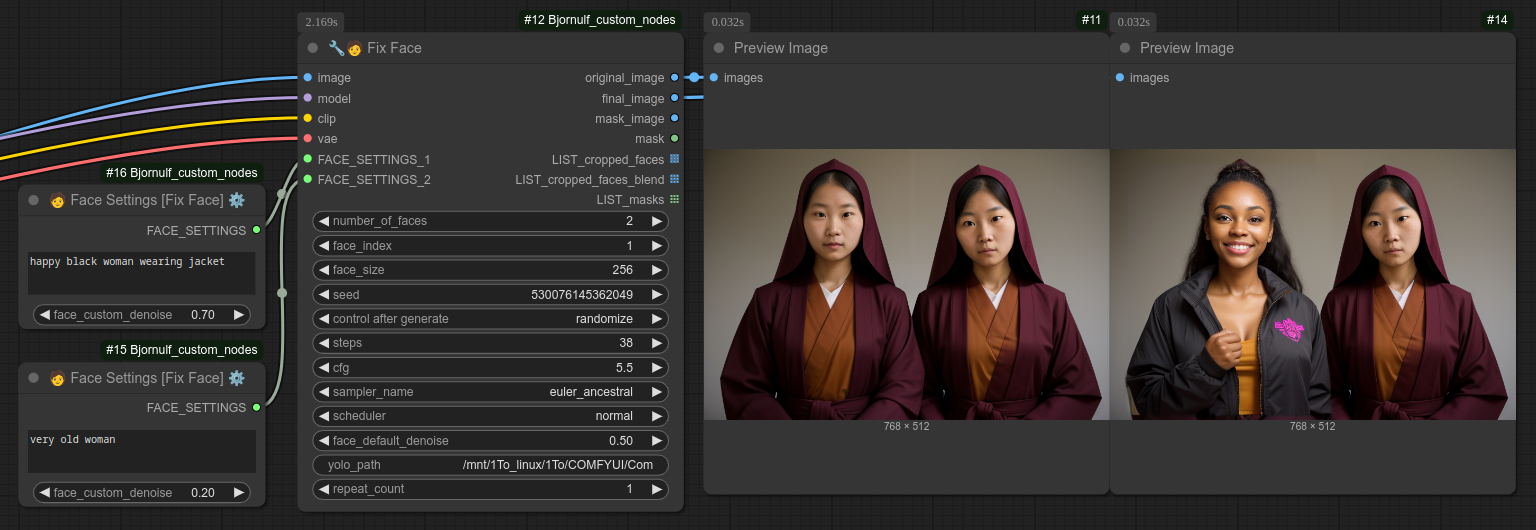 #16 Bjornulf_custom_nodes
Face Settings [Fix Face]
FACE_SETTINGS
happy black woman wearing jacket
face_custom_denoise 0.70
#15 Bjornulf_custom_nodes
Face Settings [Fix Face]
FACE_SETTINGS
very old woman
face_custom_denoise 0.20
2.169s
#12 Bjornulf_custom_nodes
Fix Face
image original_image
model final_image
clip mask_image
vae mask
FACE_SETTINGS_1 LIST_cropped_faces
FACE_SETTINGS_2 LIST_cropped_faces_blend
LIST_masks
number_of_faces 2
face_index 1
face_size 256
seed 530076145362049
control after generate randomize
steps 38
cfg 5.5
sampler_name euler_ancestral
scheduler normal
face_default_denoise 0.50
yolo_path /mnt/1To_linux/1To/COMFYUI/Com
repeat_count 1
0.032s
#11
Preview Image
images
768 × 512
0.032s
#14
Preview Image
images
768 × 512